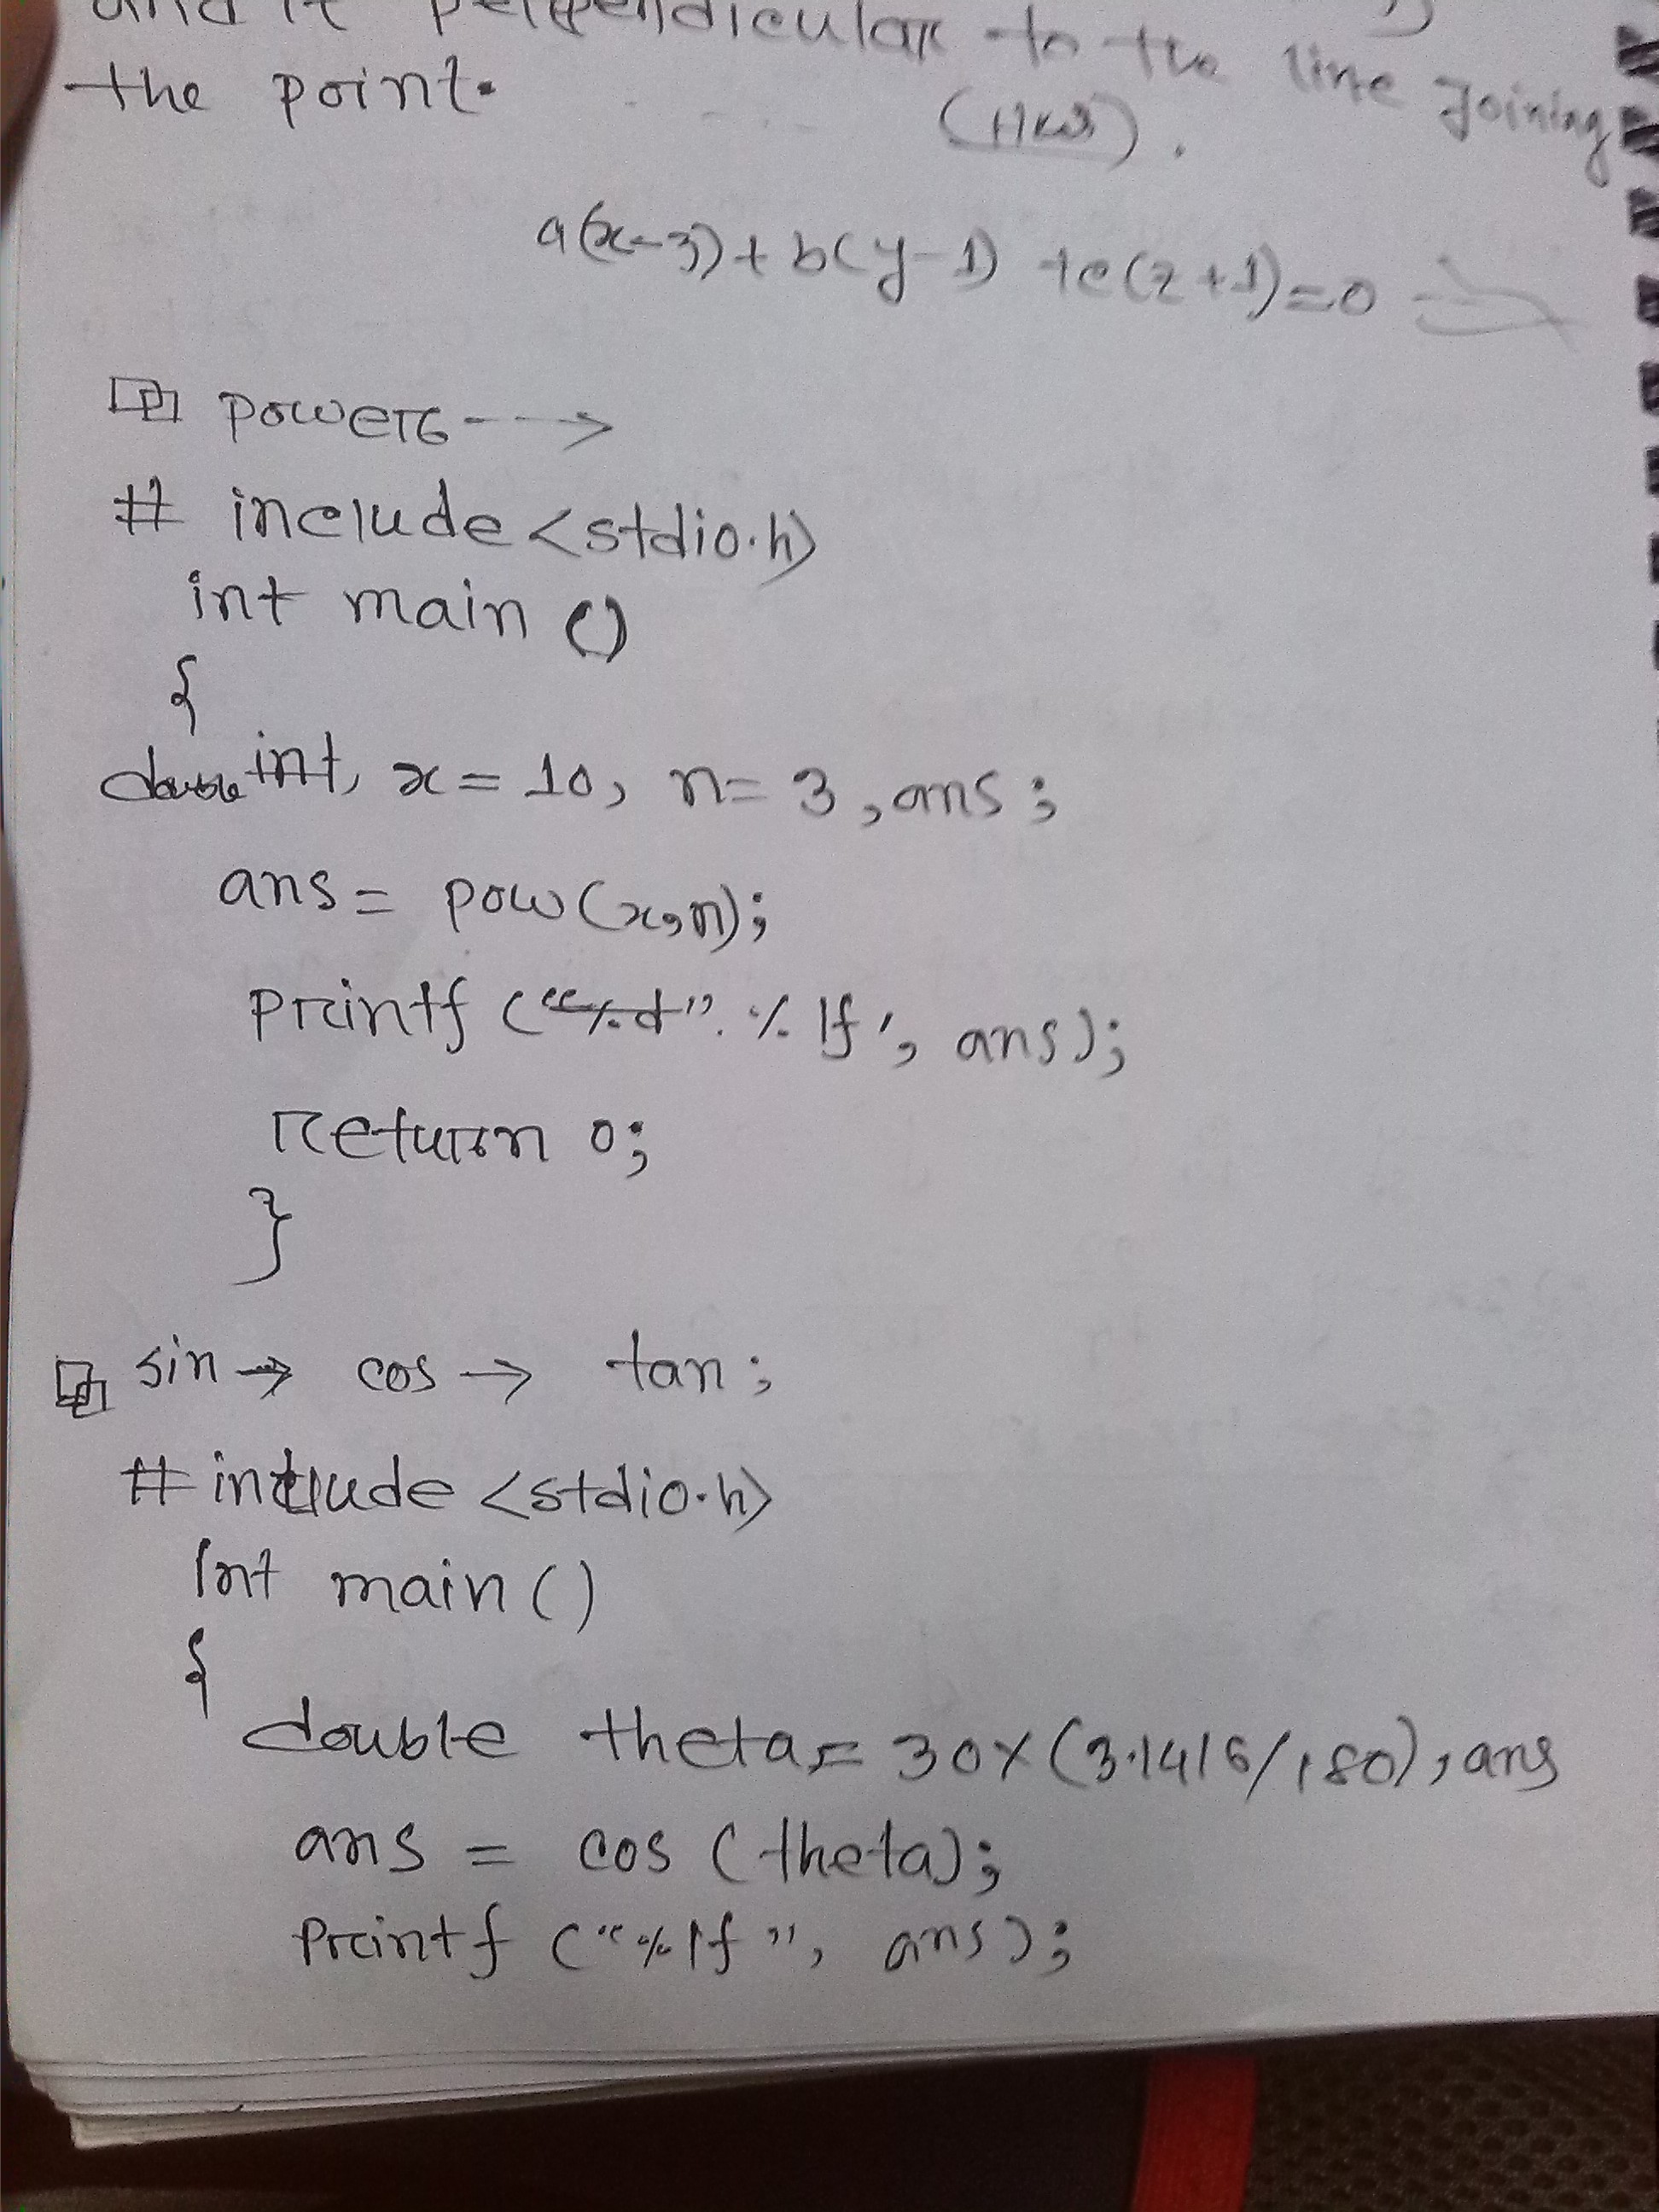 and it perpendicular to the line Joining
the point.
(H.W).
a(x-3)+b(y-1)+c(z+1)=0
power -->
# include <stdio.h>
int main ()
{
double int, x = 10, n= 3, ans;
ans = pow(x,n);
printf ("%d". % lf", ans);
return 0;
}
sin → cos → tan;
# include <stdio.h>
int main ()
{
double theta = 30×(3.1416/180), ans
ans = cos (theta);
printf ("%lf", ans);